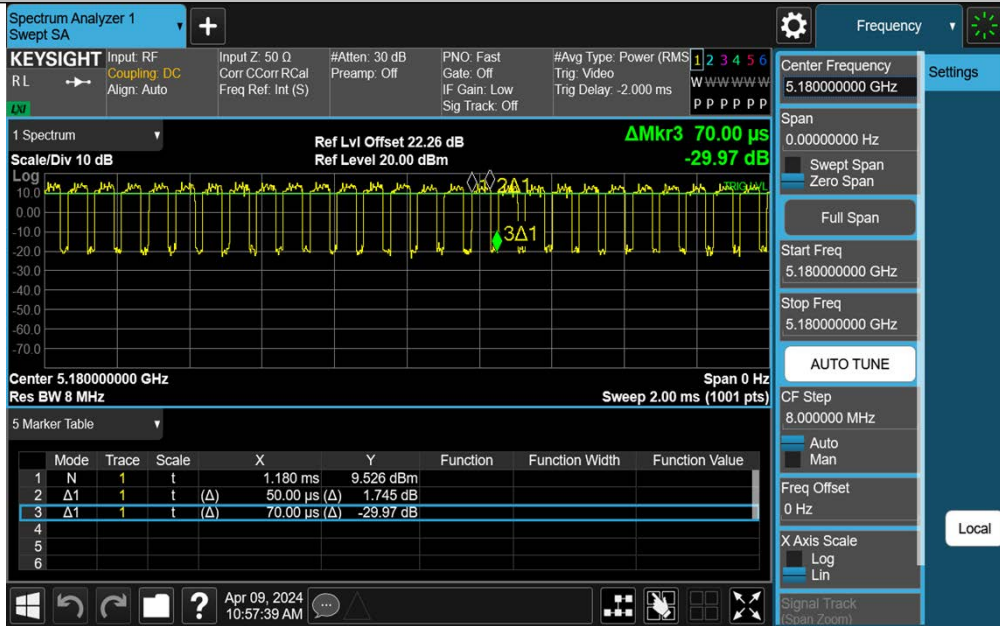 Spectrum Analyzer 1
Swept SA
+
Frequency
KEYSIGHT
R L
LXI
Input: RF
Coupling: DC
Align: Auto
Input Z: 50 Ω
Corr CCorr RCal
Freq Ref: Int (S)
#Atten: 30 dB
Preamp: Off
PNO: Fast
Gate: Off
IF Gain: Low
Sig Track: Off
#Avg Type: Power (RMS
Trig: Video
Trig Delay: -2.000 ms
1 2 3 4 5 6
W W W W W W
P P P P P P
1 Spectrum
Scale/Div 10 dB
Ref Lvl Offset 22.26 dB
Ref Level 20.00 dBm
ΔMkr3 70.00 µs
-29.97 dB
Log
10.0
0.00
-10.0
-20.0
-30.0
-40.0
-50.0
-60.0
-70.0
1
2Δ1
3Δ1
TRIG LVL
Center 5.180000000 GHz
Res BW 8 MHz
Span 0 Hz
Sweep 2.00 ms (1001 pts)
5 Marker Table
Mode Trace Scale X Y Function Function Width Function Value
1 N 1 t 1.180 ms 9.526 dBm
2 Δ1 1 t (Δ) 50.00 µs (Δ) 1.745 dB
3 Δ1 1 t (Δ) 70.00 µs (Δ) -29.97 dB
4
5
6
?
Apr 09, 2024
10:57:39 AM
Center Frequency
5.180000000 GHz
Span
0.00000000 Hz
Swept Span
Zero Span
Full Span
Start Freq
5.180000000 GHz
Stop Freq
5.180000000 GHz
AUTO TUNE
CF Step
8.000000 MHz
Auto
Man
Freq Offset
0 Hz
X Axis Scale
Log
Lin
Signal Track
(Span Zoom)
Settings
Local